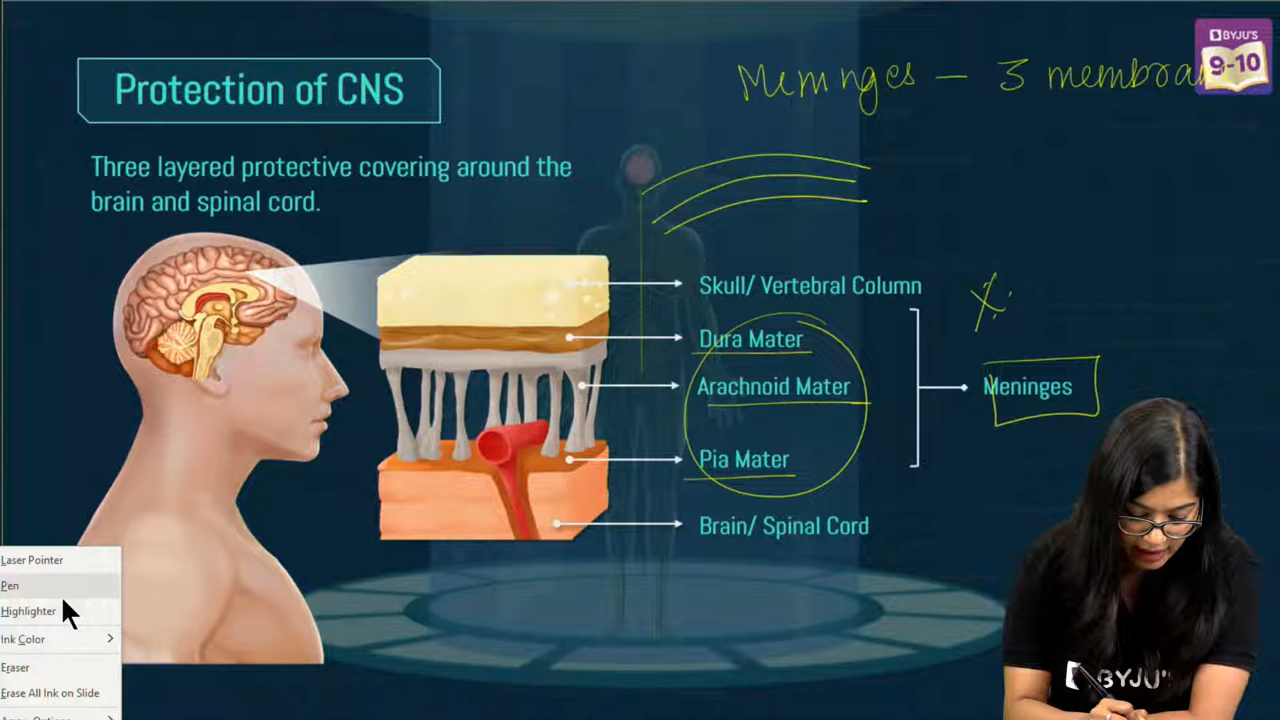 BYJU'S
9-10
Meninges — 3 membran
Protection of CNS
Three layered protective covering around the
brain and spinal cord.
Skull/ Vertebral Column
Dura Mater
Arachnoid Mater
Meninges
Pia Mater
Brain/ Spinal Cord
Laser Pointer
Pen
Highlighter
Ink Color
Eraser
Erase All Ink on Slide
BYJU'S